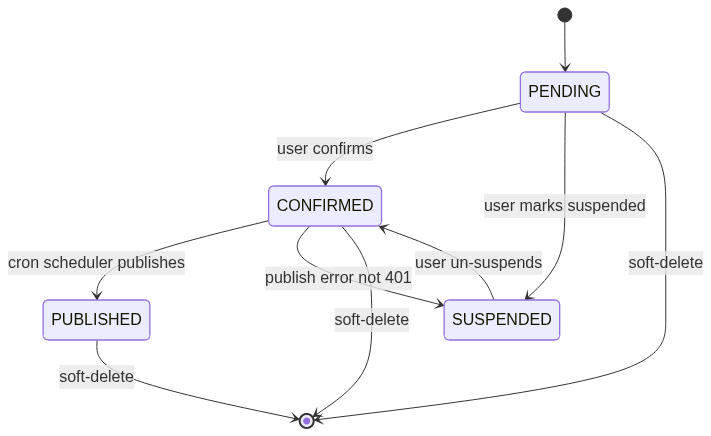 PENDING
user confirms
CONFIRMED
user marks suspended
cron scheduler publishes
publish error not 401
user un-suspends
soft-delete
PUBLISHED
soft-delete
SUSPENDED
soft-delete